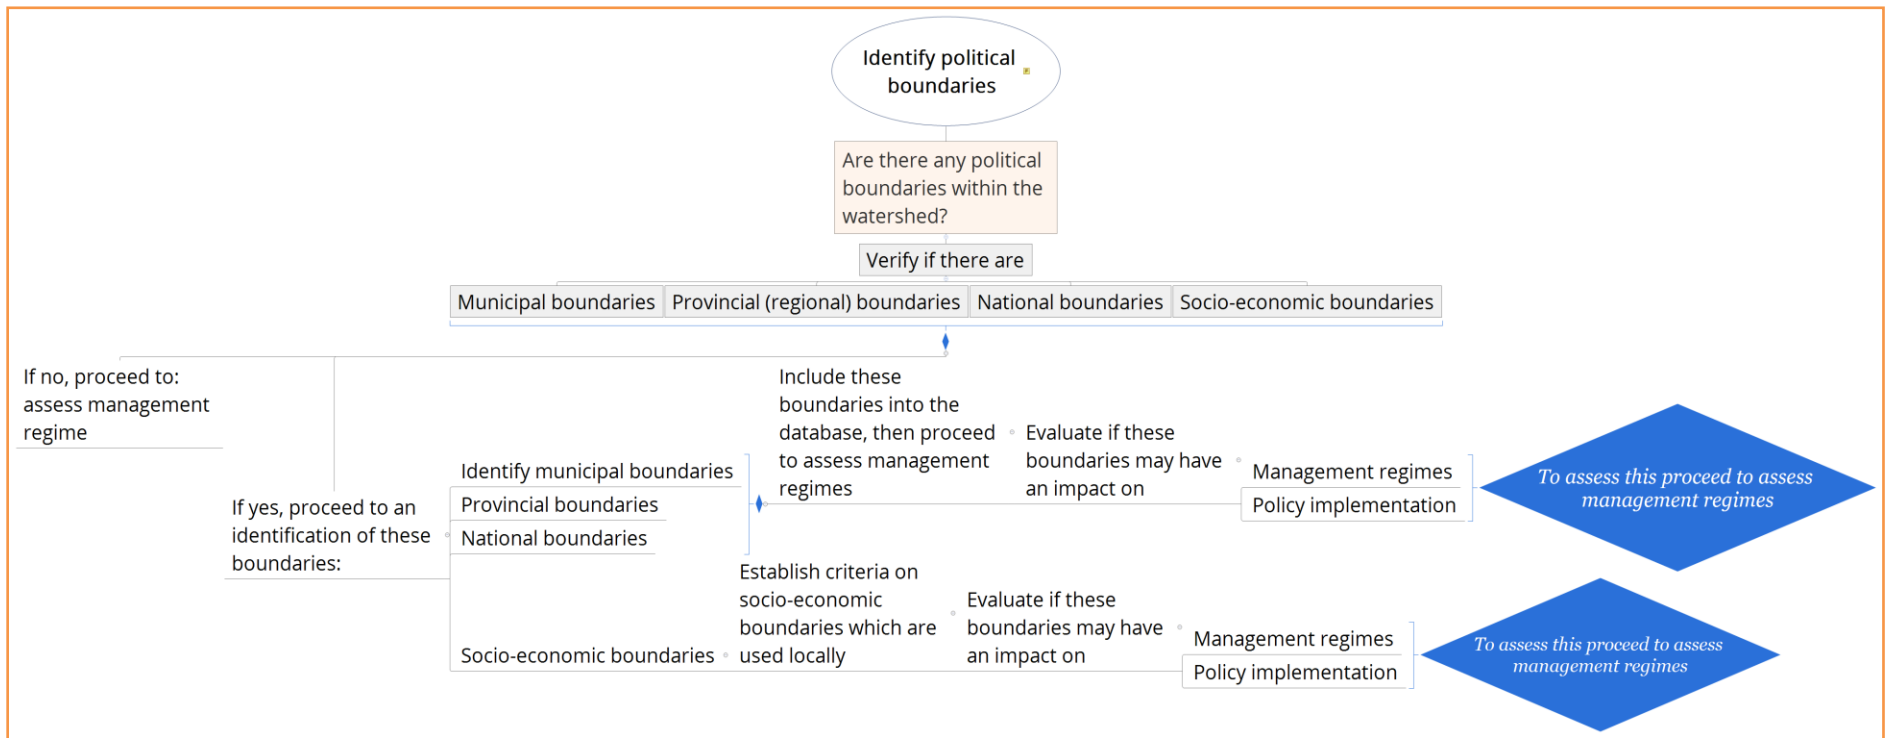 Identify political
boundaries
Are there any political
boundaries within the
watershed?
Verify if there are
Municipal boundaries
Provincial (regional) boundaries
National boundaries
Socio-economic boundaries
If no, proceed to:
assess management
regime
If yes, proceed to an
identification of these
boundaries:
Identify municipal boundaries
Provincial boundaries
National boundaries
Include these
boundaries into the
database, then proceed
to assess management
regimes
Evaluate if these
boundaries may have
an impact on
Management regimes
Policy implementation
To assess this proceed to assess
management regimes
Socio-economic boundaries
Establish criteria on
socio-economic
boundaries which are
used locally
Evaluate if these
boundaries may have
an impact on
Management regimes
Policy implementation
To assess this proceed to assess
management regimes